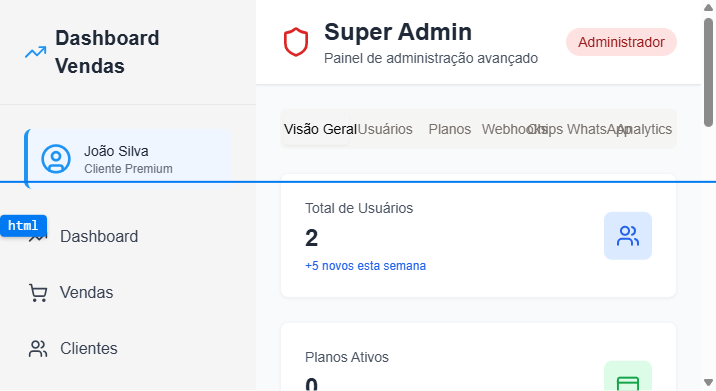 Dashboard
Vendas
João Silva
Cliente Premium
html
Dashboard
Vendas
Clientes
Super Admin
Painel de administração avançado
Administrador
Visão Geral Usuários Planos Webhooks Chips WhatsApp Analytics
Total de Usuários
2
+5 novos esta semana
Planos Ativos
0